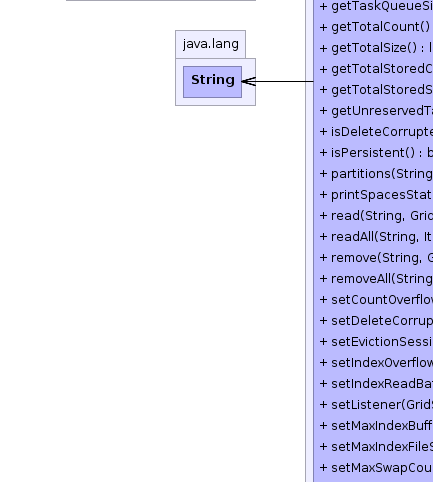 java.lang
String
+ getTaskQueueSi
+ getTotalCount()
+ getTotalSize() : l
+ getTotalStoredC
+ getTotalStoredS
+ getUnreservedTa
+ isDeleteCorrupte
+ isPersistent() : b
+ partitions(String
+ printSpacesStat
+ read(String, Grid
+ readAll(String, It
+ remove(String, G
+ removeAll(String
+ setCountOverflow
+ setDeleteCorrup
+ setEvictionSessi
+ setIndexOverflow
+ setIndexReadBat
+ setListener(GridS
+ setMaxIndexBuff
+ setMaxIndexFileS
+ setMaxSwapCou